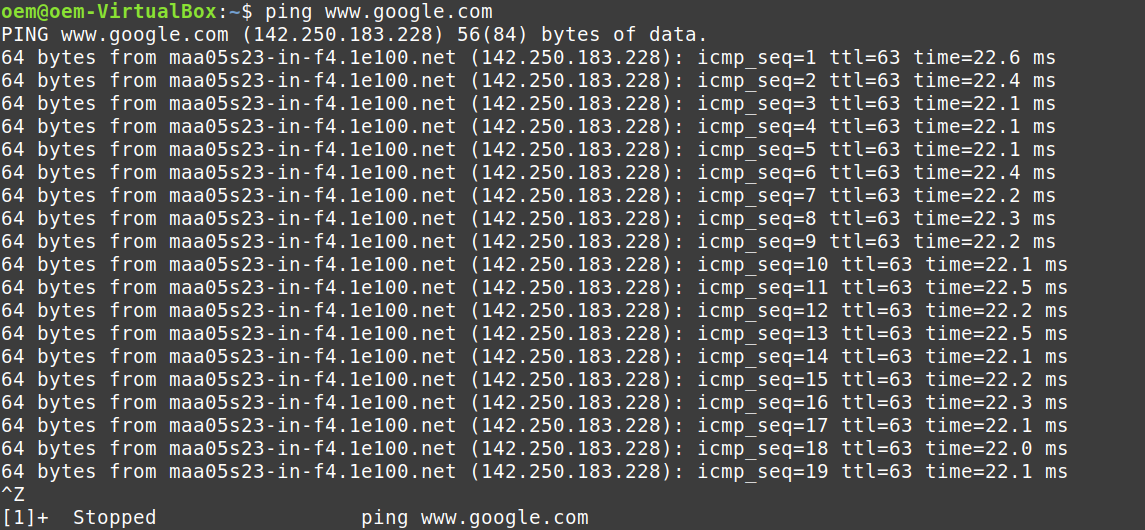 oem@oem-VirtualBox:~$ ping www.google.com
PING www.google.com (142.250.183.228) 56(84) bytes of data.
64 bytes from maa05s23-in-f4.1e100.net (142.250.183.228): icmp_seq=1 ttl=63 time=22.6 ms
64 bytes from maa05s23-in-f4.1e100.net (142.250.183.228): icmp_seq=2 ttl=63 time=22.4 ms
64 bytes from maa05s23-in-f4.1e100.net (142.250.183.228): icmp_seq=3 ttl=63 time=22.1 ms
64 bytes from maa05s23-in-f4.1e100.net (142.250.183.228): icmp_seq=4 ttl=63 time=22.1 ms
64 bytes from maa05s23-in-f4.1e100.net (142.250.183.228): icmp_seq=5 ttl=63 time=22.1 ms
64 bytes from maa05s23-in-f4.1e100.net (142.250.183.228): icmp_seq=6 ttl=63 time=22.4 ms
64 bytes from maa05s23-in-f4.1e100.net (142.250.183.228): icmp_seq=7 ttl=63 time=22.2 ms
64 bytes from maa05s23-in-f4.1e100.net (142.250.183.228): icmp_seq=8 ttl=63 time=22.3 ms
64 bytes from maa05s23-in-f4.1e100.net (142.250.183.228): icmp_seq=9 ttl=63 time=22.2 ms
64 bytes from maa05s23-in-f4.1e100.net (142.250.183.228): icmp_seq=10 ttl=63 time=22.1 ms
64 bytes from maa05s23-in-f4.1e100.net (142.250.183.228): icmp_seq=11 ttl=63 time=22.5 ms
64 bytes from maa05s23-in-f4.1e100.net (142.250.183.228): icmp_seq=12 ttl=63 time=22.2 ms
64 bytes from maa05s23-in-f4.1e100.net (142.250.183.228): icmp_seq=13 ttl=63 time=22.5 ms
64 bytes from maa05s23-in-f4.1e100.net (142.250.183.228): icmp_seq=14 ttl=63 time=22.1 ms
64 bytes from maa05s23-in-f4.1e100.net (142.250.183.228): icmp_seq=15 ttl=63 time=22.2 ms
64 bytes from maa05s23-in-f4.1e100.net (142.250.183.228): icmp_seq=16 ttl=63 time=22.3 ms
64 bytes from maa05s23-in-f4.1e100.net (142.250.183.228): icmp_seq=17 ttl=63 time=22.1 ms
64 bytes from maa05s23-in-f4.1e100.net (142.250.183.228): icmp_seq=18 ttl=63 time=22.0 ms
64 bytes from maa05s23-in-f4.1e100.net (142.250.183.228): icmp_seq=19 ttl=63 time=22.1 ms
^Z
[1]+  Stopped                 ping www.google.com